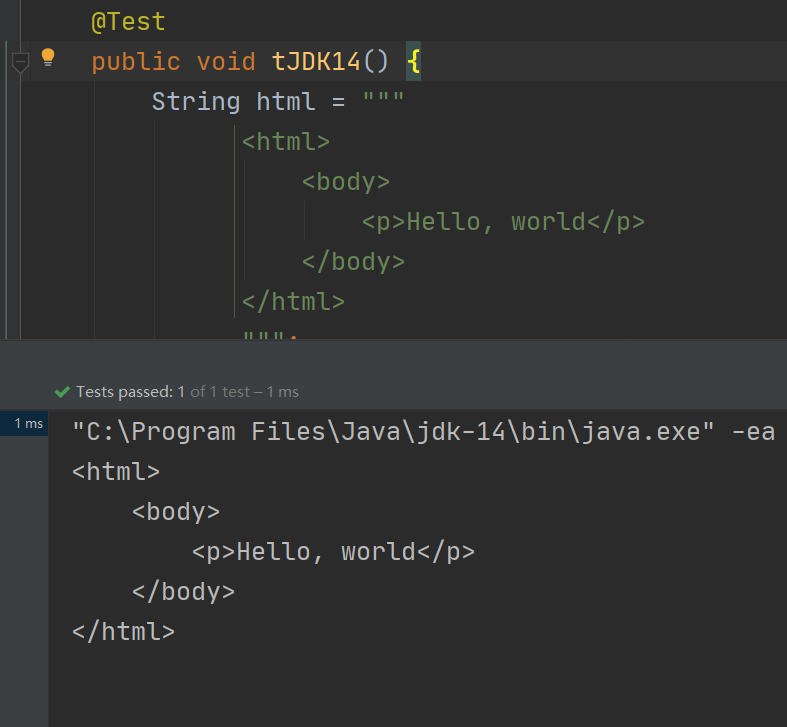 @Test
public void tJDK14() {
String html = """
<html>
<body>
<p>Hello, world</p>
</body>
</html>
""";
Tests passed: 1 of 1 test – 1 ms
1 ms
"C:\Program Files\Java\jdk-14\bin\java.exe" -ea
<html>
<body>
<p>Hello, world</p>
</body>
</html>